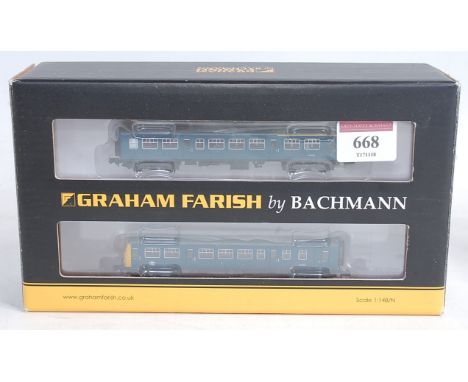 668
GRAHAM FARISH by BACHMANN
www.grahamfarish.co.uk
Scale 1:148/N